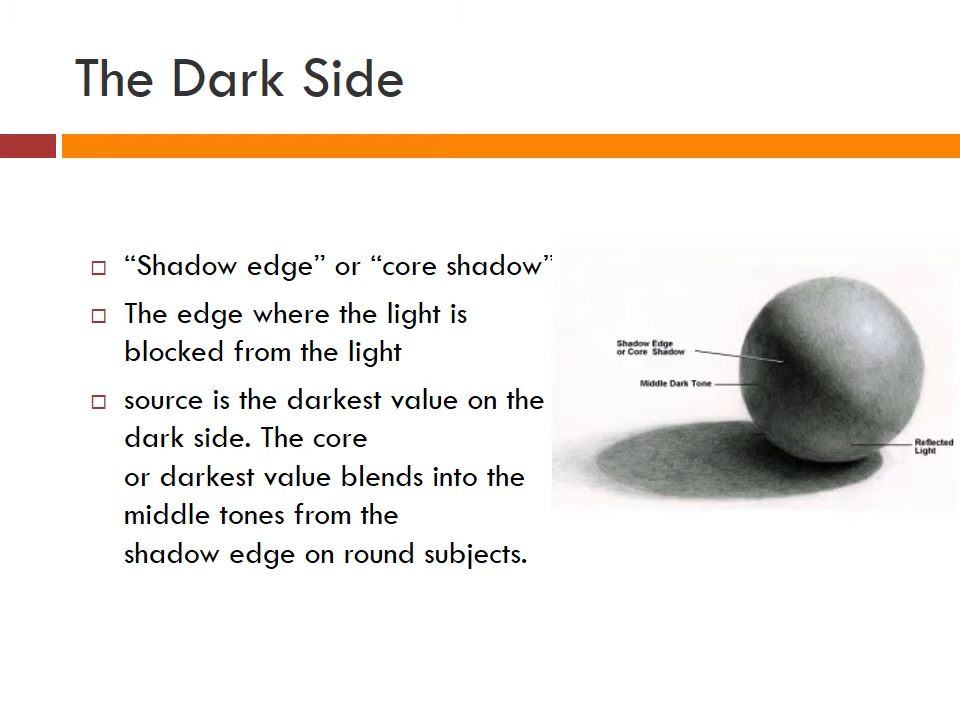 The Dark Side
“Shadow edge” or “core shadow”
The edge where the light is
blocked from the light
source is the darkest value on the
dark side. The core
or darkest value blends into the
middle tones from the
shadow edge on round subjects.
Shadow Edge
or Core Shadow
Middle Dark Tone
Reflected
Light